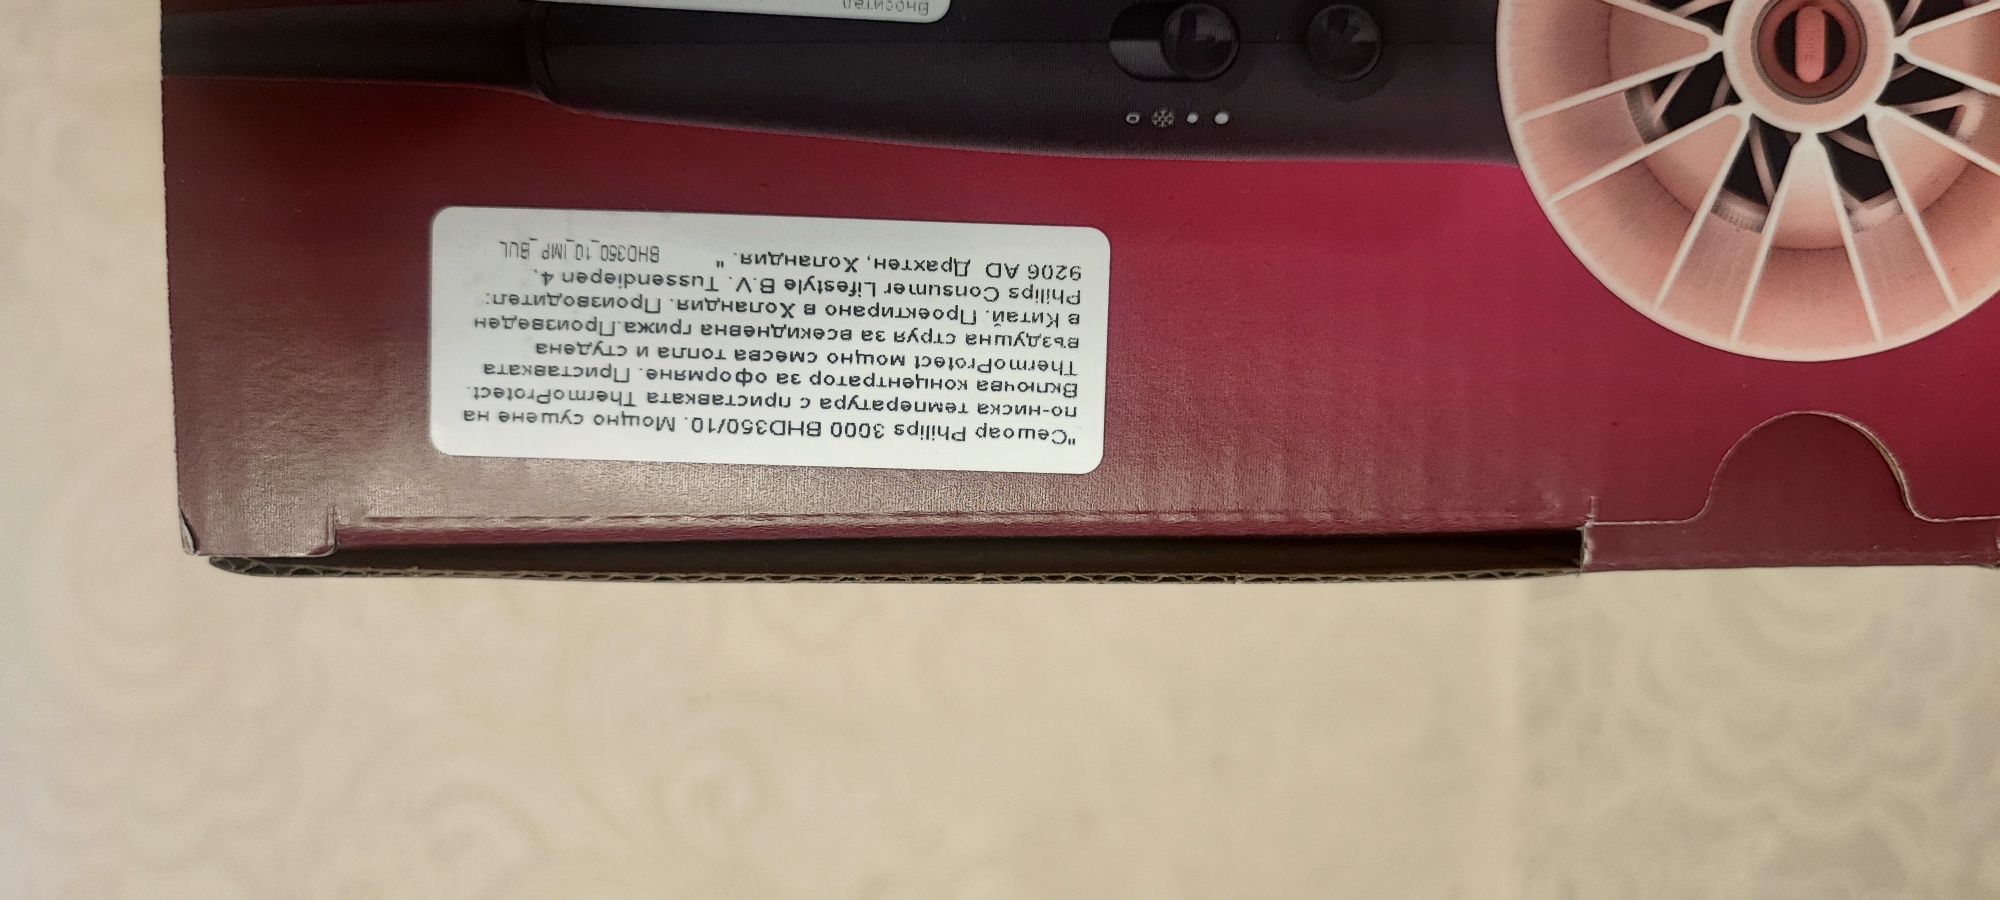 "Сешоар Philips 3000 BHD350/10. Мощно сушене на
по-ниска температура с приставката ThermoProtect.
Включва концентратор за оформяне. Приставката
ThermoProtect мощно смесва топла и студена
въздушна струя за всекидневна грижа.Произведен
в Китай. Проектирано в Холандия. Производител:
Philips Consumer Lifestyle B.V. Tussendiepen 4,
9206 AD Драхтен, Холандия. " BHD350_10_IMP_BUL
Вносител